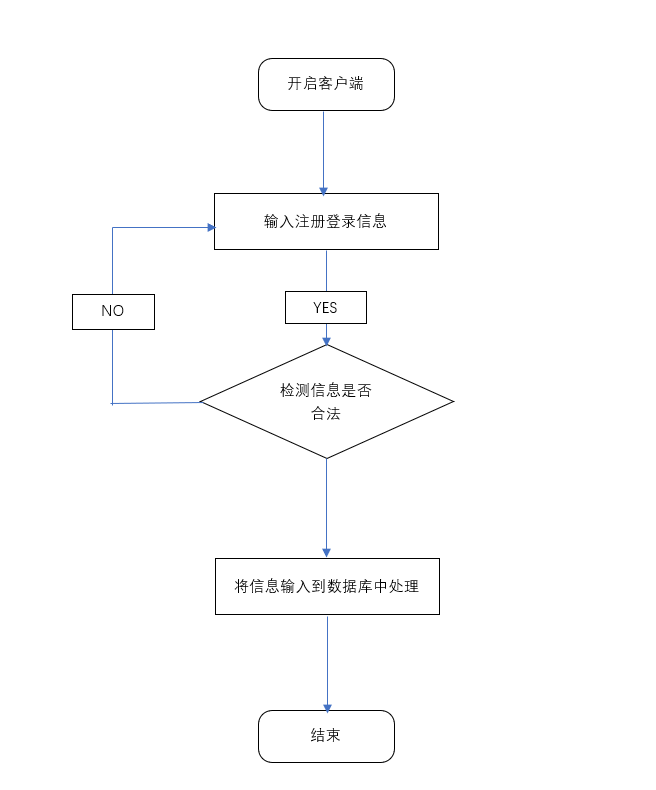 开启客户端
输入注册登录信息
NO
YES
检测信息是否
合法
将信息输入到数据库中处理
结束